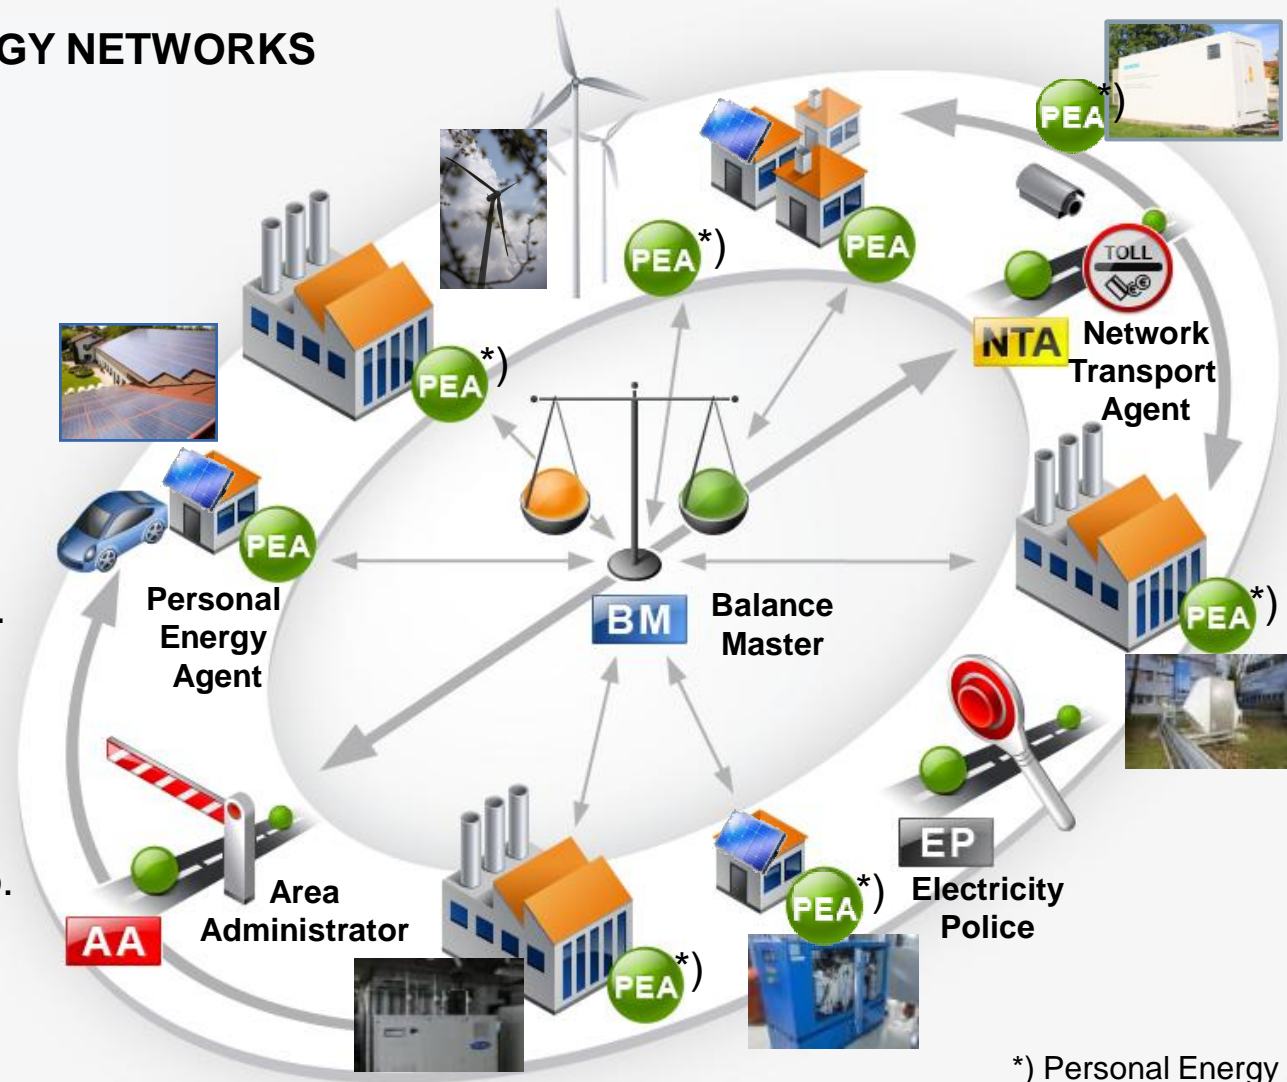 GY NETWORKS
PEA *)
TOLL
PEA *)
PEA
NTA
Network
Transport
Agent
PEA *)
PEA
Personal
Energy
Agent
BM
Balance
Master
PEA *)
.
AA
Area
Administrator
PEA *)
PEA *)
EP
Electricity
Police
).
*) Personal Energy